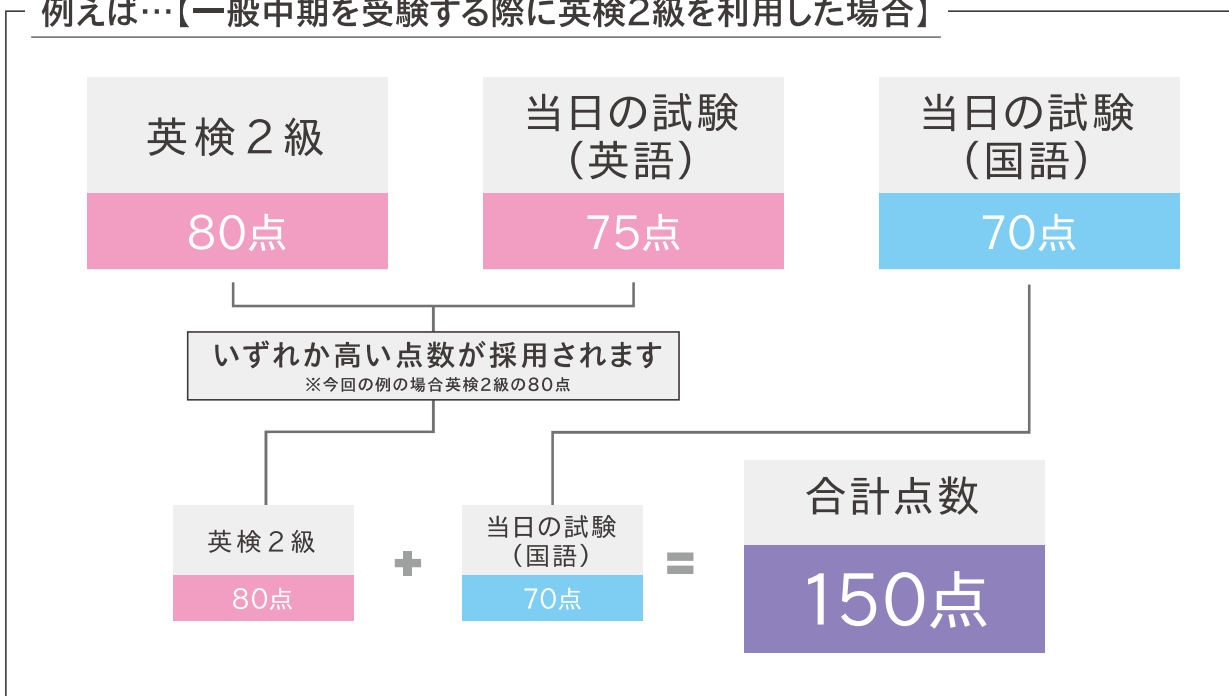 例えば…【一般中期を受験する際に英検2級を利用した場合】
英検2級
80点
当日の試験
(英語)
75点
当日の試験
(国語)
70点
いずれか高い点数が採用されます
※今回の例の場合英検2級の80点
英検2級
80点
+
当日の試験
(国語)
70点
=
合計点数
150点